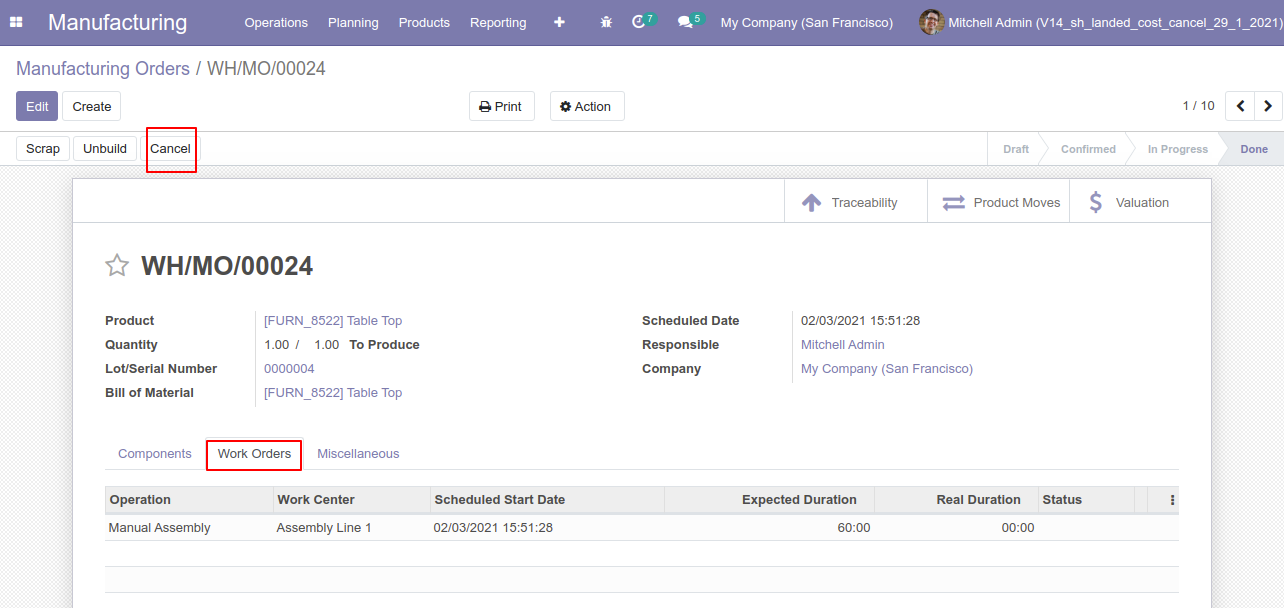 Manufacturing Operations Planning Products Reporting + 7 5 My Company (San Francisco) Mitchell Admin (V14_sh_landed_cost_cancel_29_1_2021)
Manufacturing Orders / WH/MO/00024
Edit Create Print Action 1 / 10
Scrap Unbuild Cancel Draft Confirmed In Progress Done
Traceability Product Moves Valuation
WH/MO/00024
Product [FURN_8522] Table Top Scheduled Date 02/03/2021 15:51:28
Quantity 1.00 / 1.00 To Produce Responsible Mitchell Admin
Lot/Serial Number 0000004 Company My Company (San Francisco)
Bill of Material [FURN_8522] Table Top
Components Work Orders Miscellaneous
Operation Work Center Scheduled Start Date Expected Duration Real Duration Status
Manual Assembly Assembly Line 1 02/03/2021 15:51:28 60:00 00:00